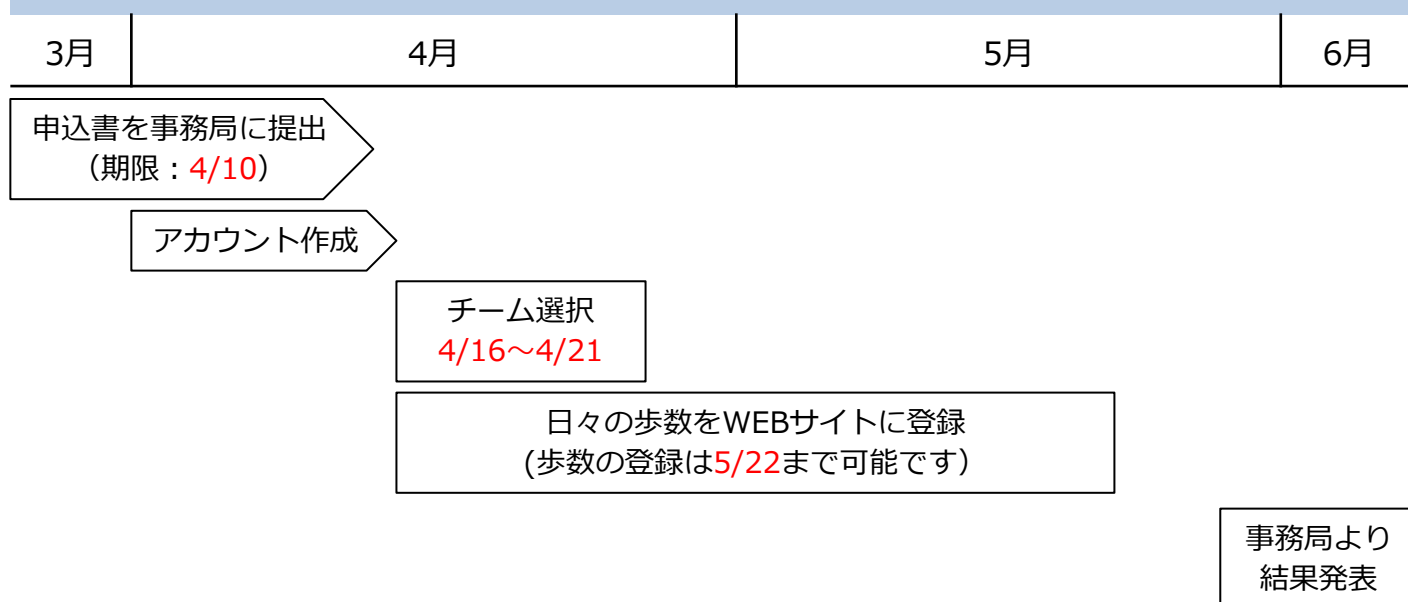 3月
4月
5月
6月
申込書を事務局に提出
（期限：4/10）
アカウント作成
チーム選択
4/16～4/21
日々の歩数をWEBサイトに登録
(歩数の登録は5/22まで可能です）
事務局より
結果発表